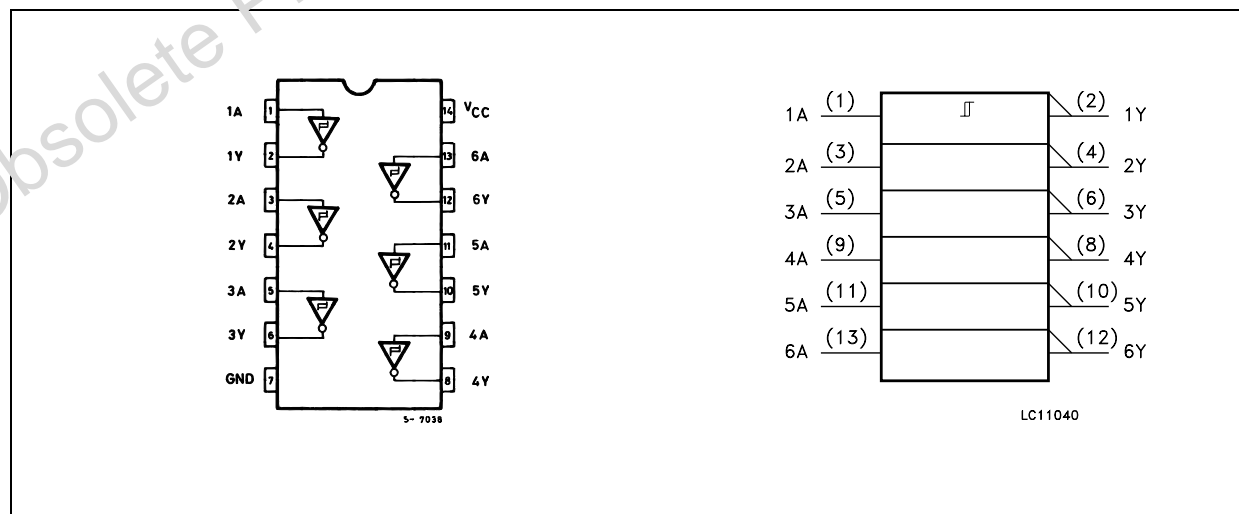 obsolete P
1A 1
1Y 2
2A 3
2Y 4
3A 5
3Y 6
GND 7
14 VCC
13 6A
12 6Y
11 5A
10 5Y
9 4A
8 4Y
S- 7038
1A (1)
2A (3)
3A (5)
4A (9)
5A (11)
6A (13)
(2) 1Y
(4) 2Y
(6) 3Y
(8) 4Y
(10) 5Y
(12) 6Y
LC11040